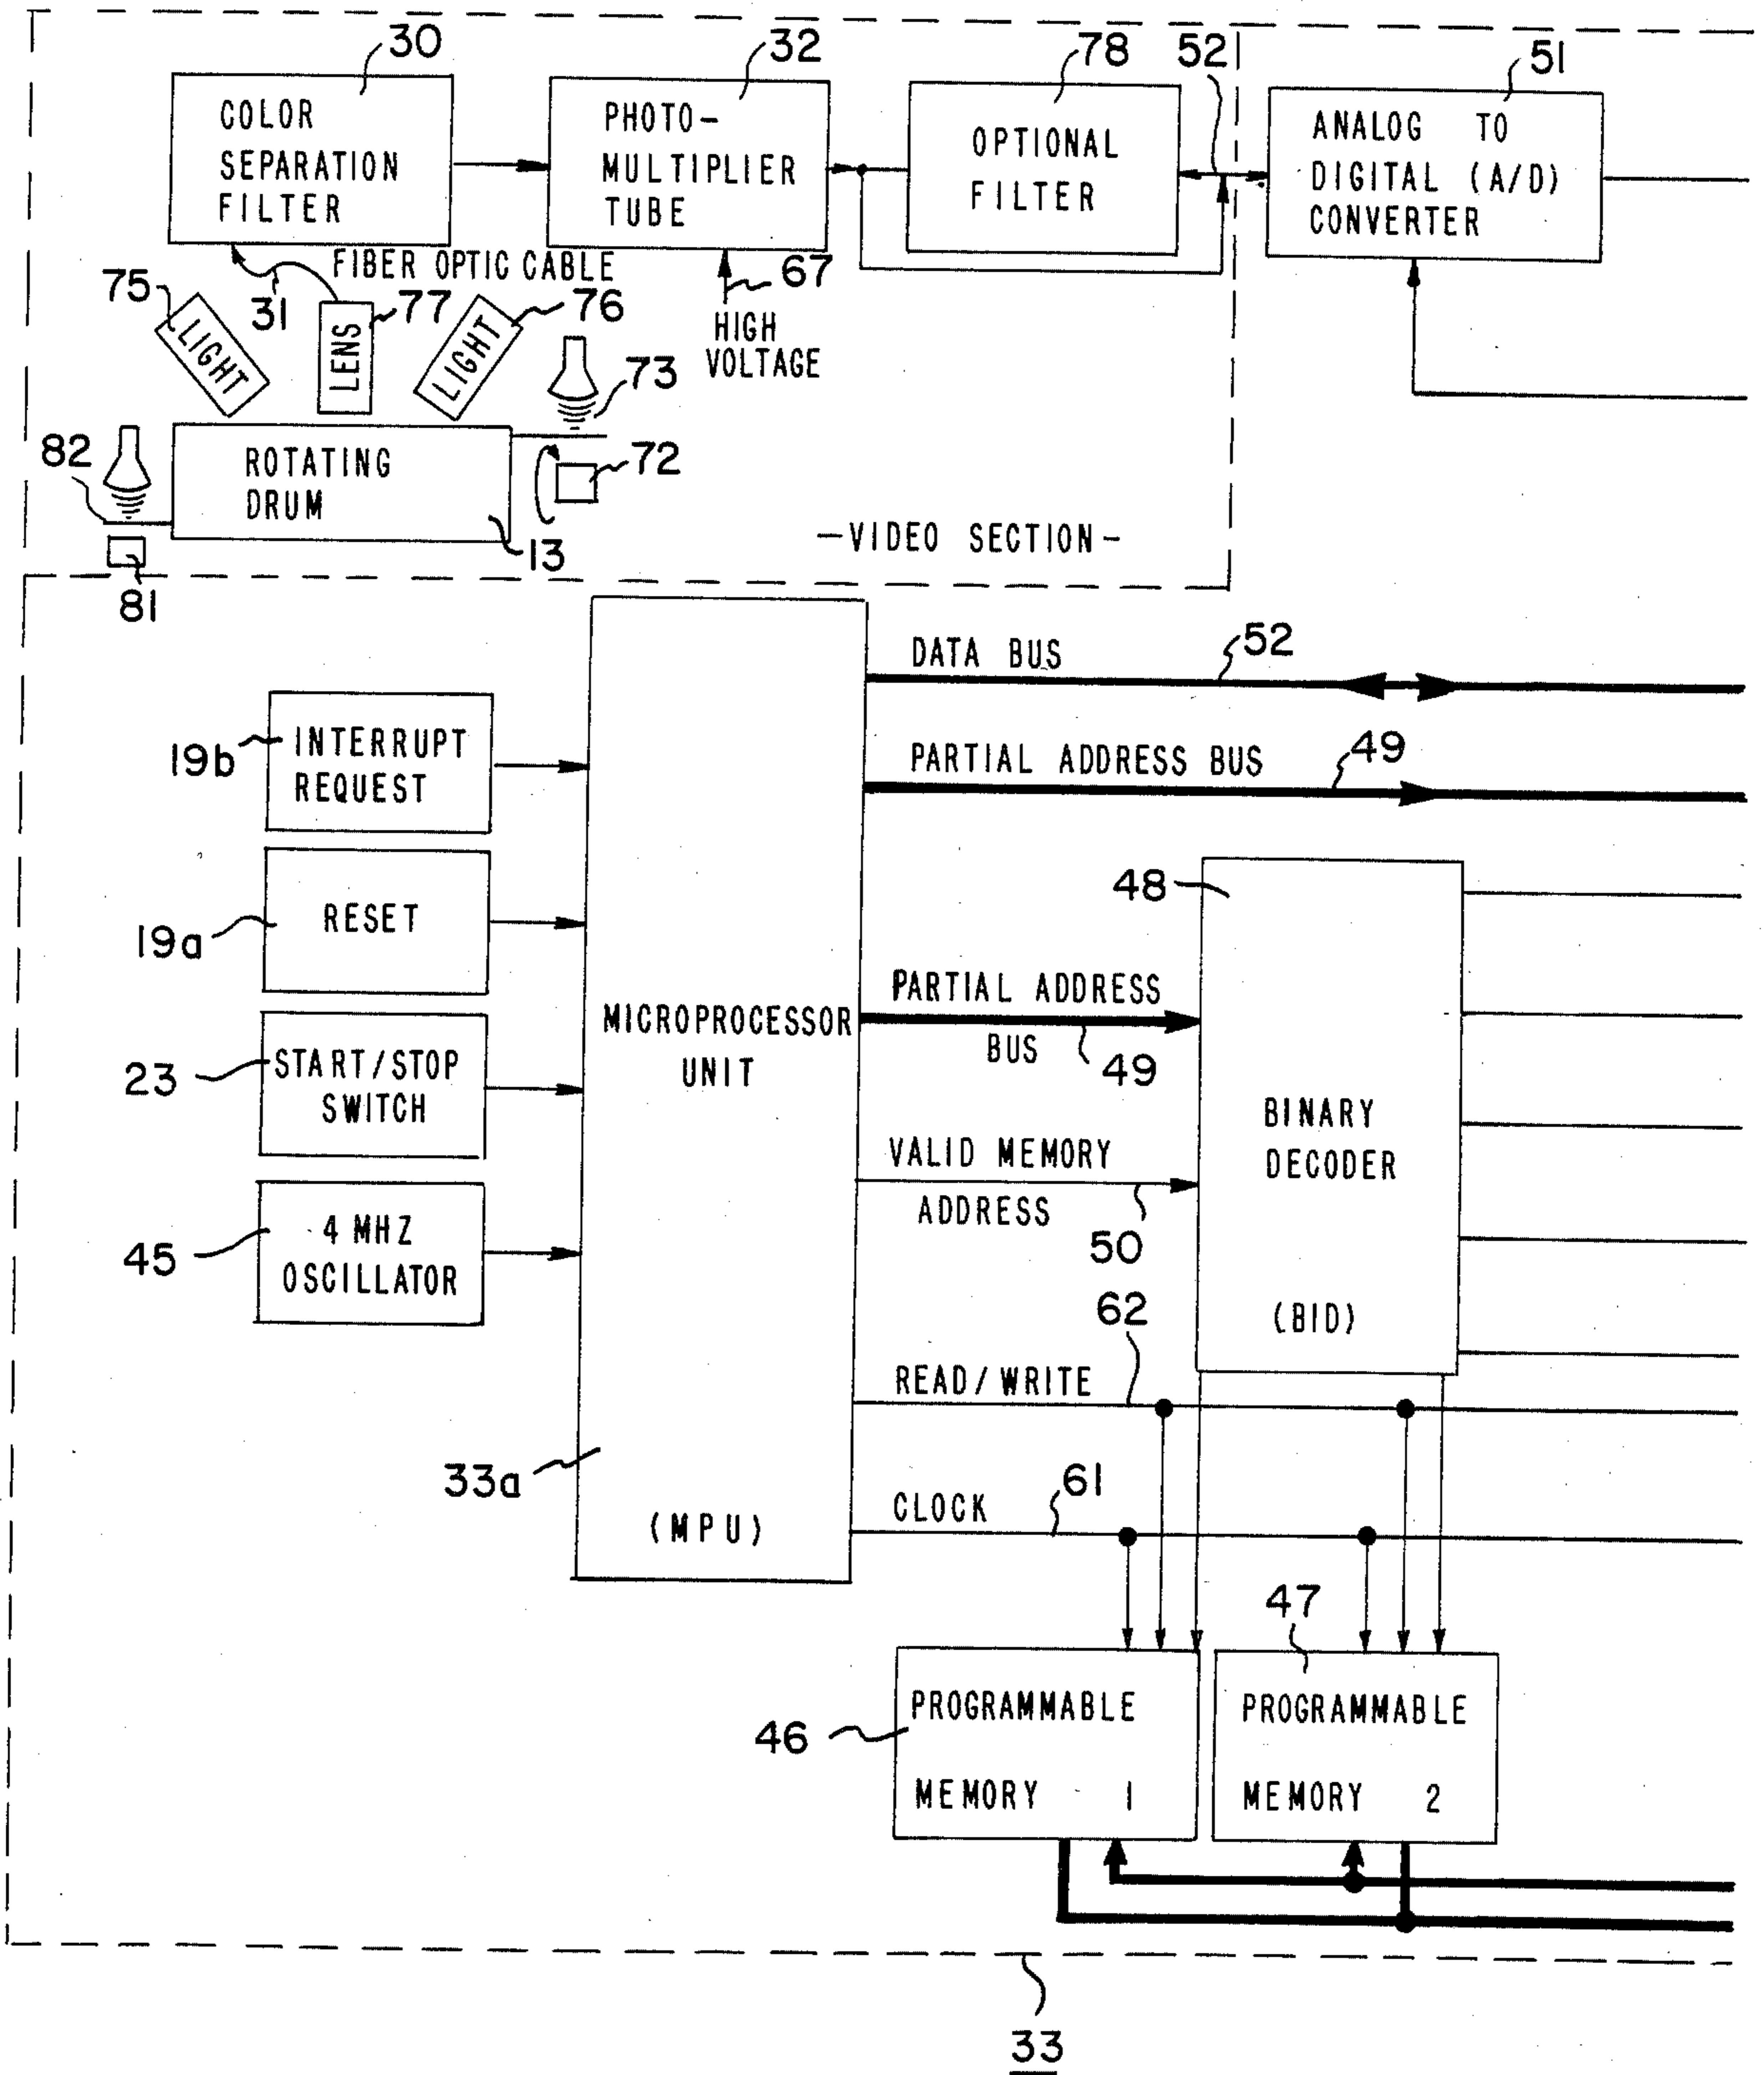 30
32
78
52
51
COLOR
SEPARATION
FILTER
PHOTO-
MULTIPLIER
TUBE
OPTIONAL
FILTER
52
ANALOG TO
DIGITAL (A/D)
CONVERTER
FIBER OPTIC CABLE
75
31
77
76
67
LIGHT
LENS
LIGHT
HIGH
VOLTAGE
73
82
72
ROTATING
DRUM
13
81
-VIDEO SECTION-
DATA BUS
52
19b
INTERRUPT
REQUEST
PARTIAL ADDRESS BUS
49
19a
RESET
48
PARTIAL ADDRESS
BUS
49
MICROPROCESSOR
UNIT
23
START/STOP
SWITCH
BINARY
DECODER
VALID MEMORY
ADDRESS
50
45
4 MHZ
OSCILLATOR
62
(BID)
READ/WRITE
33a
(MPU)
CLOCK
61
47
46
PROGRAMMABLE
MEMORY 1
PROGRAMMABLE
MEMORY 2
33